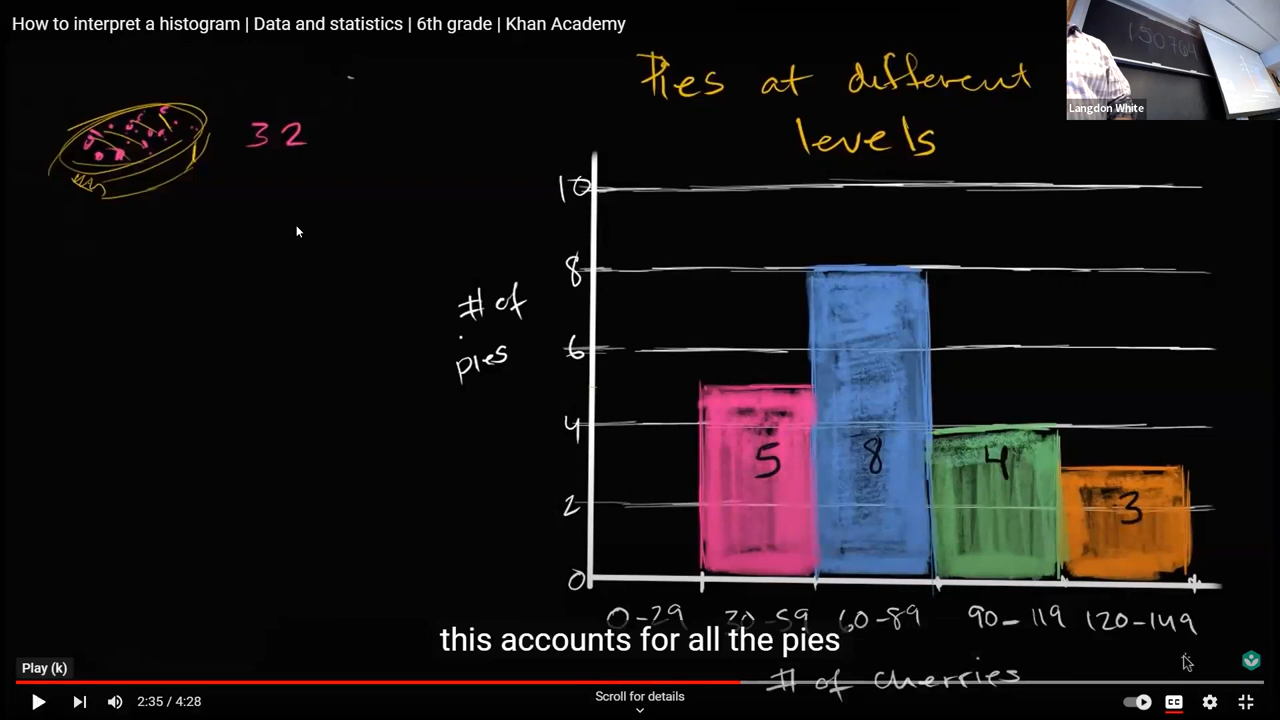 How to interpret a histogram | Data and statistics | 6th grade | Khan Academy
150764
Langdon White
Pies at different
levels
32
10
8
# of
pies
6
4
2
0
5
8
4
3
0-29 30-59 60-89 90-119 120-149
this accounts for all the pies
# of cherries
Play (k)
2:35 / 4:28
Scroll for details
CC